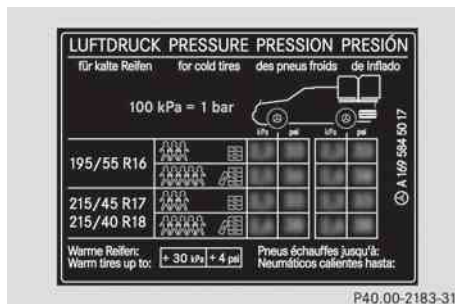 LUFTDRUCK PRESSURE PRESSION PRESIÓN
für kalte Reifen for cold tires des pneus froids de Inflado
100 kPa = 1 bar
kPa psi kPa psi
195/55 R16
215/45 R17
215/40 R18
A 169 584 50 17
Warme Reifen: + 30 kPa + 4 psi Pneus échauffes jusqu'à:
Warm tires up to: Neumáticos calientes hasta:
P40.00-2183-31